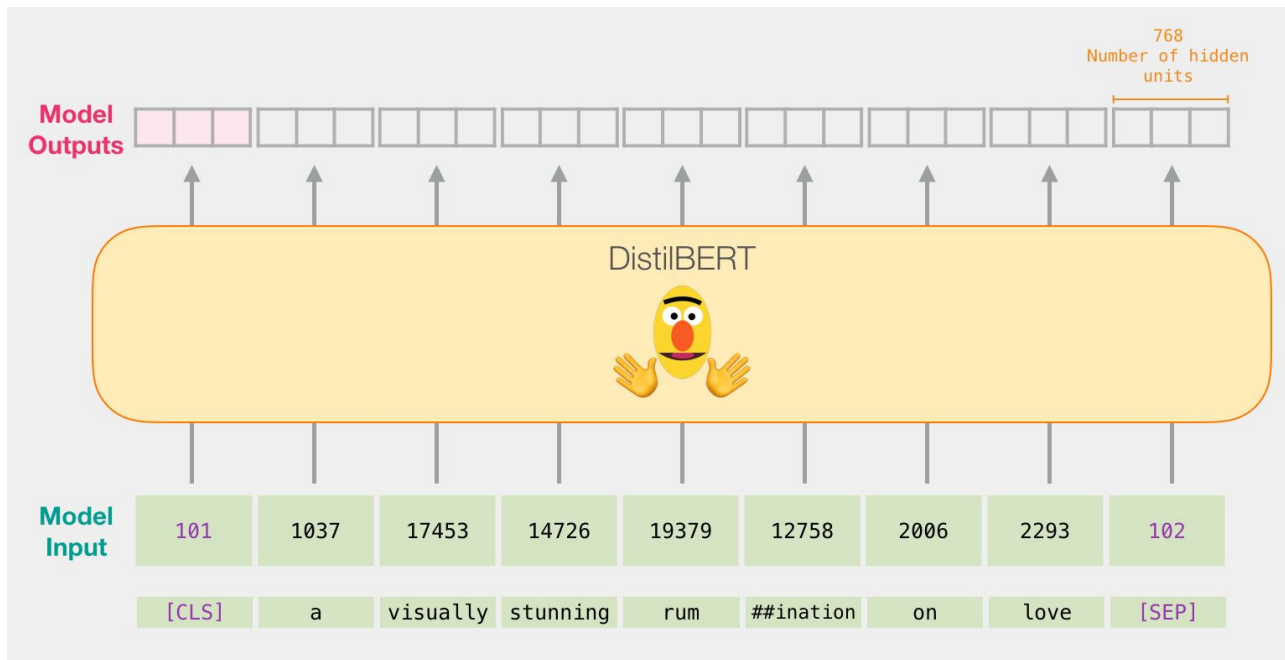 768
Number of hidden
units
Model
Outputs
DistilBERT
Model
Input
101 1037 17453 14726 19379 12758 2006 2293 102
[CLS] a visually stunning rum ##ination on love [SEP]